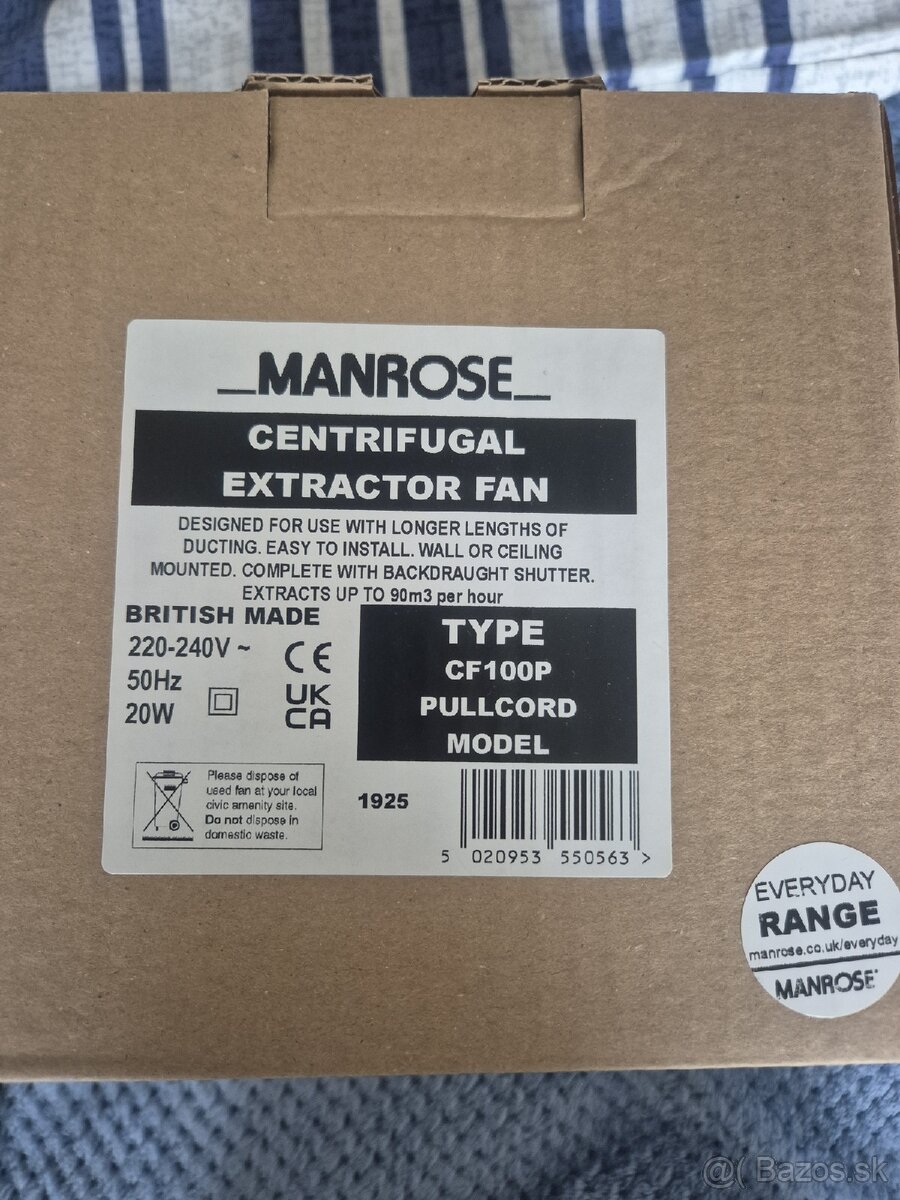 MANROSE
CENTRIFUGAL
EXTRACTOR FAN
DESIGNED FOR USE WITH LONGER LENGTHS OF
DUCTING. EASY TO INSTALL. WALL OR CEILING
MOUNTED. COMPLETE WITH BACKDRAUGHT SHUTTER.
EXTRACTS UP TO 90m3 per hour
BRITISH MADE
220-240V ~
50Hz
20W
CE
UK
CA
TYPE
CF100P
PULLCORD
MODEL
Please dispose of
used fan at your local
civic amenity site.
Do not dispose in
domestic waste.
1925
5 020953 550563 >
EVERYDAY
RANGE
manrose.co.uk/everyday
MANROSE
@( Bazos.sk